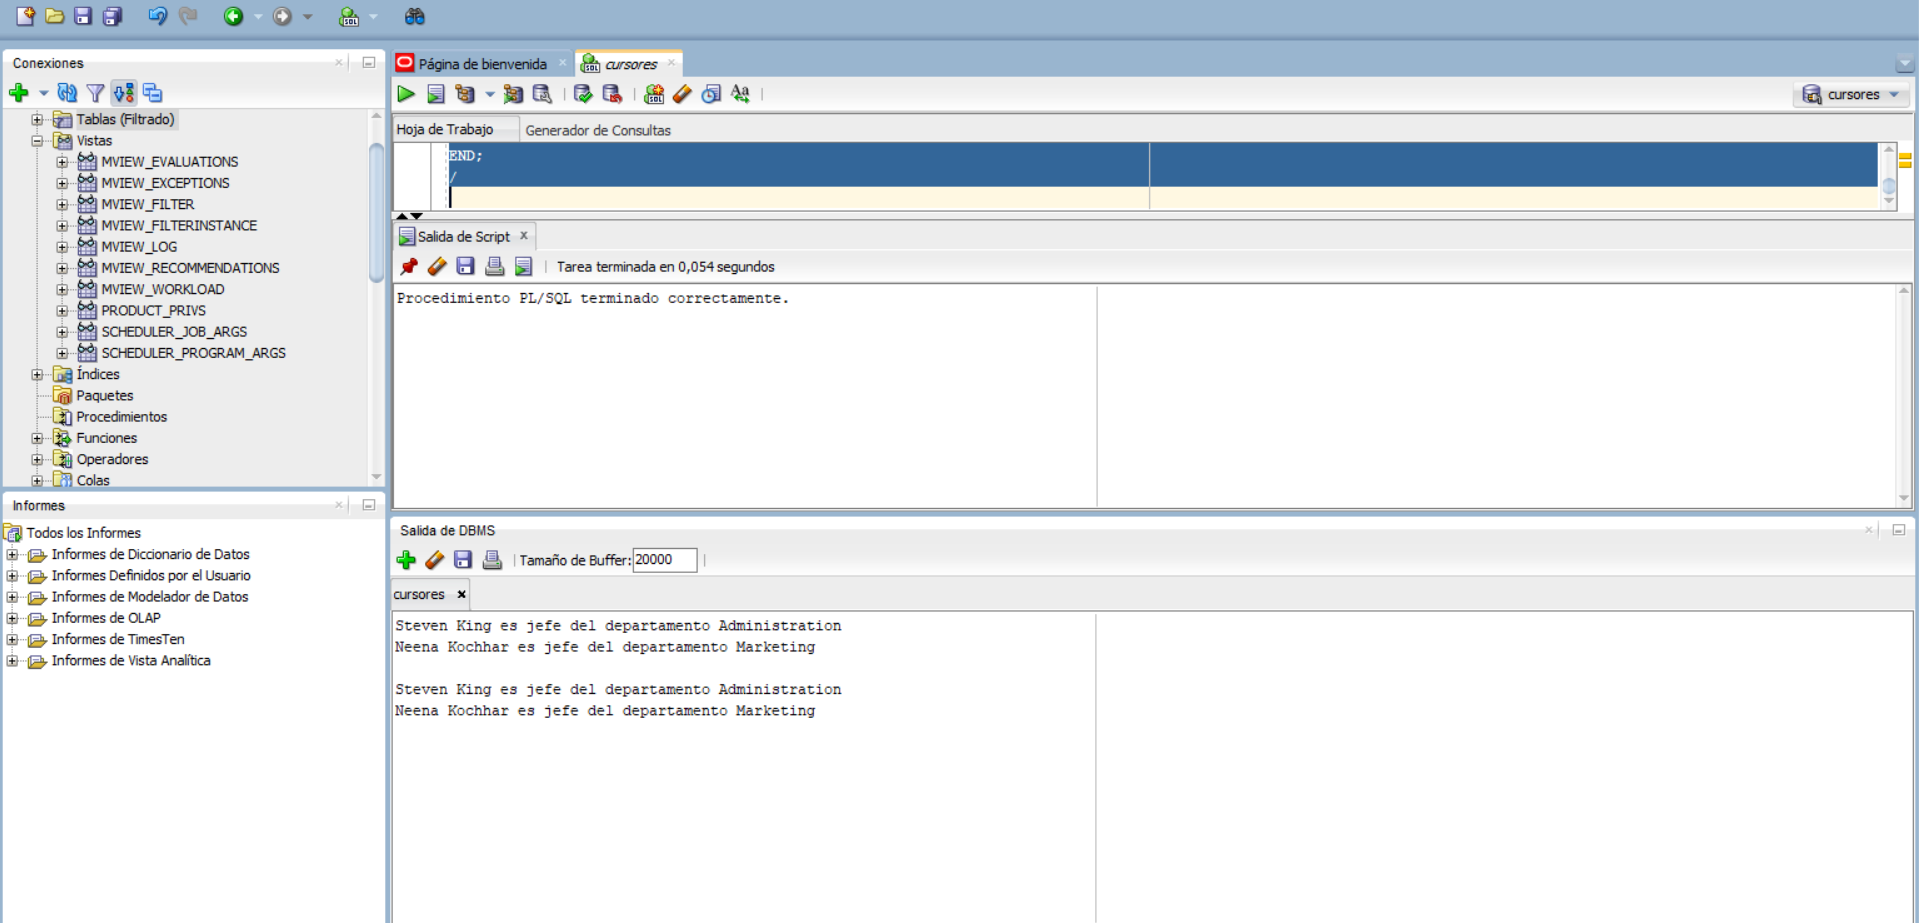 Conexiones
Tablas (Filtrado)
Vistas
MVIEW_EVALUATIONS
MVIEW_EXCEPTIONS
MVIEW_FILTER
MVIEW_FILTERINSTANCE
MVIEW_LOG
MVIEW_RECOMMENDATIONS
MVIEW_WORKLOAD
PRODUCT_PRIVS
SCHEDULER_JOB_ARGS
SCHEDULER_PROGRAM_ARGS
Índices
Paquetes
Procedimientos
Funciones
Operadores
Colas
Informes
Todos los Informes
Informes de Diccionario de Datos
Informes Definidos por el Usuario
Informes de Modelador de Datos
Informes de OLAP
Informes de TimesTen
Informes de Vista Analítica
Página de bienvenida
cursores
cursores
Hoja de Trabajo Generador de Consultas
END;
/
Salida de Script
Tarea terminada en 0,054 segundos
Procedimiento PL/SQL terminado correctamente.
Salida de DBMS
Tamaño de Buffer: 20000
cursores
Steven King es jefe del departamento Administration
Neena Kochhar es jefe del departamento Marketing
Steven King es jefe del departamento Administration
Neena Kochhar es jefe del departamento Marketing